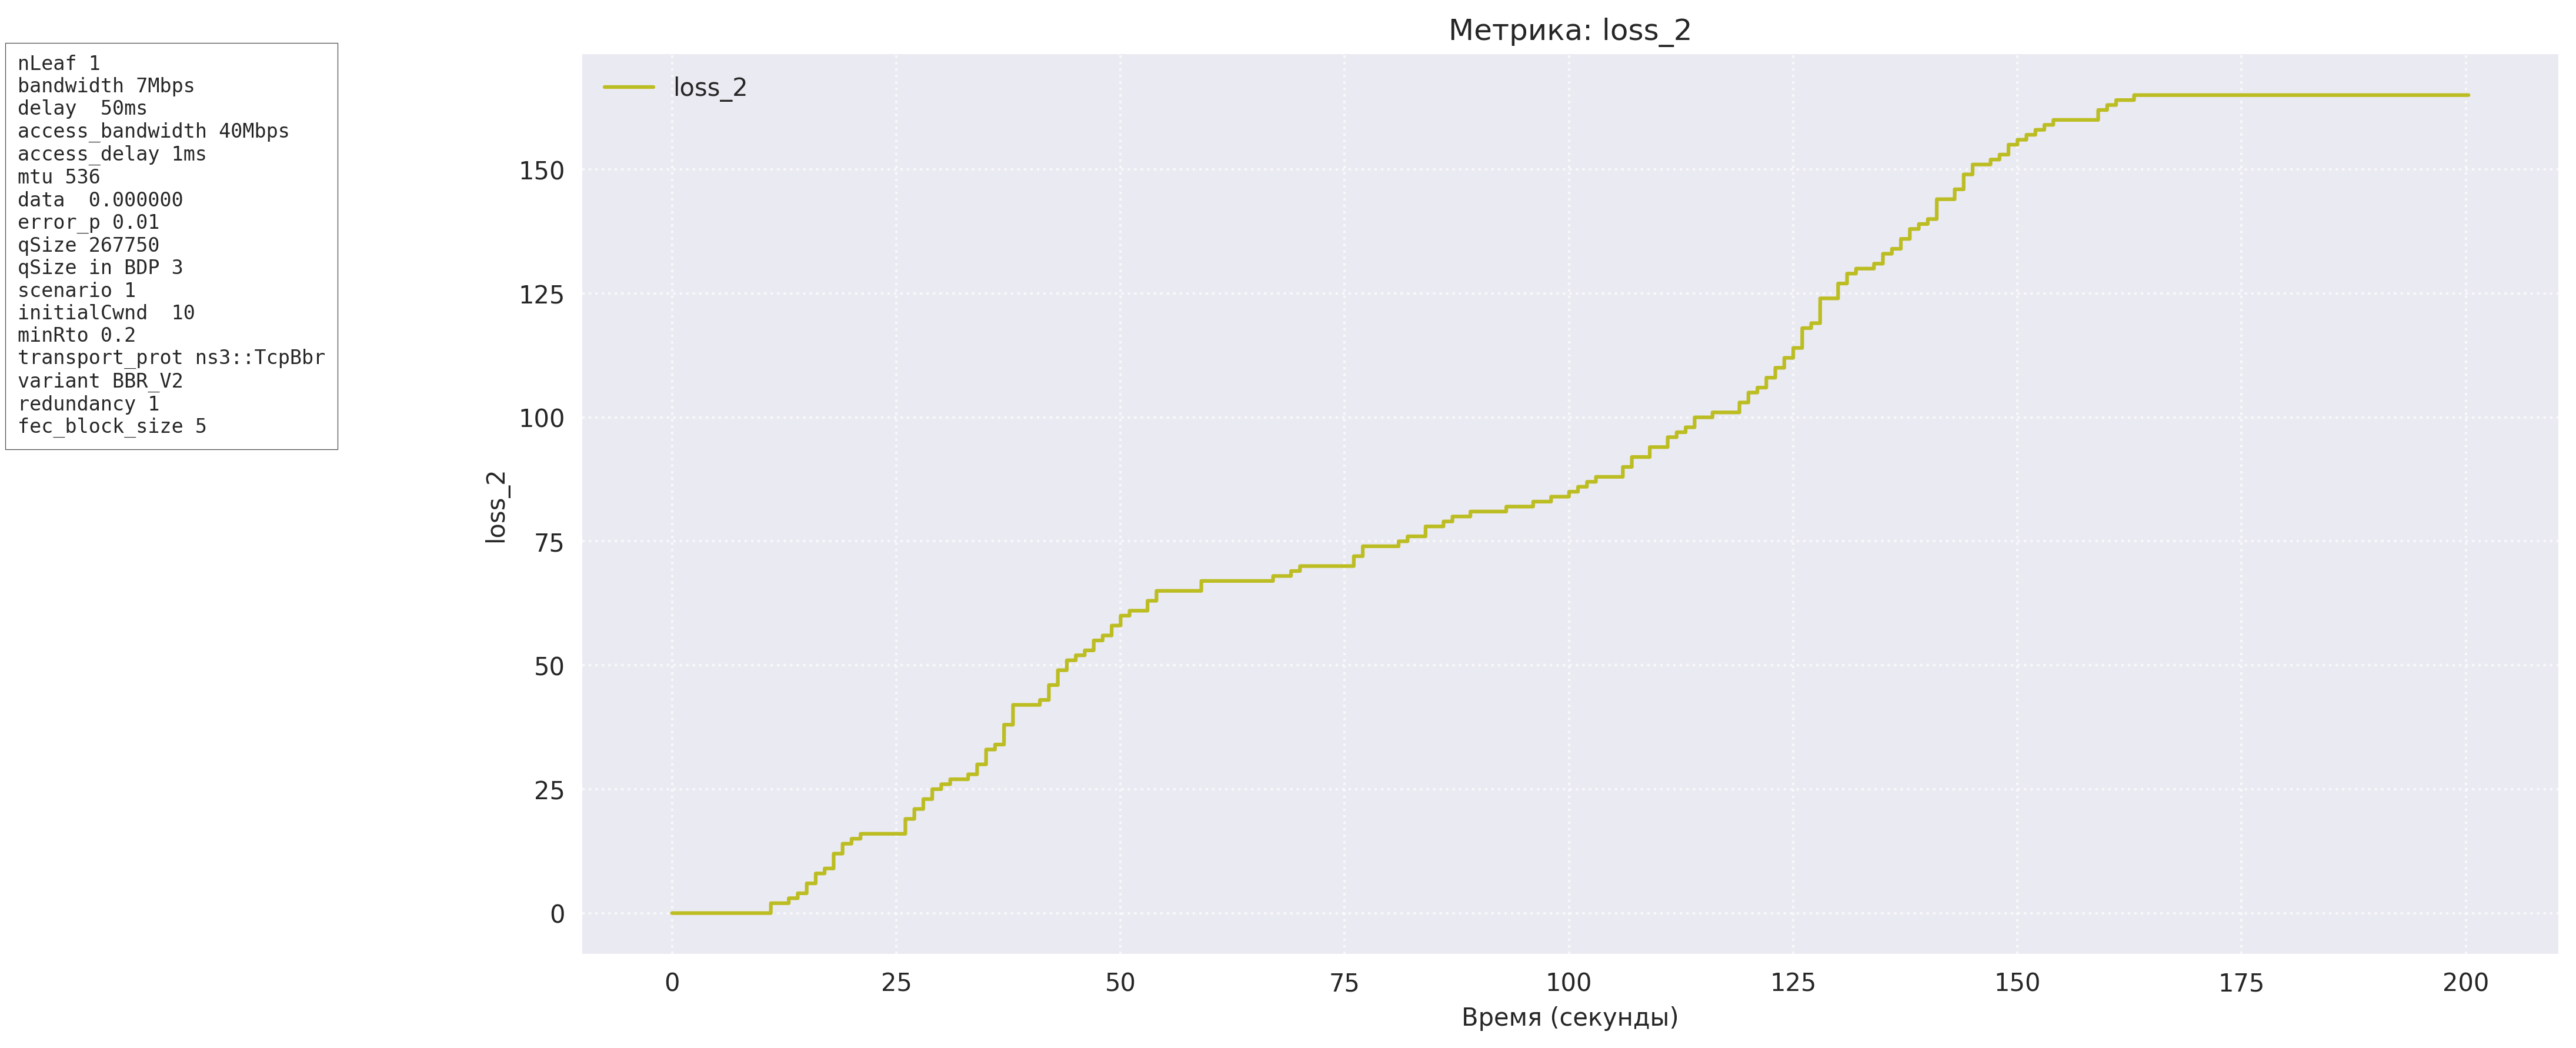 nLeaf 1
bandwidth 7Mbps
delay  50ms
access_bandwidth 40Mbps
access_delay 1ms
mtu 536
data  0.000000
error_p 0.01
qSize 267750
qSize in BDP 3
scenario 1
initialCwnd  10
minRto 0.2
transport_prot ns3::TcpBbr
variant BBR_V2
redundancy 1
fec_block_size 5
Метрика: loss_2
loss_2
loss_2
150
125
100
75
50
25
0
0 25 50 75 100 125 150 175 200
Время (секунды)